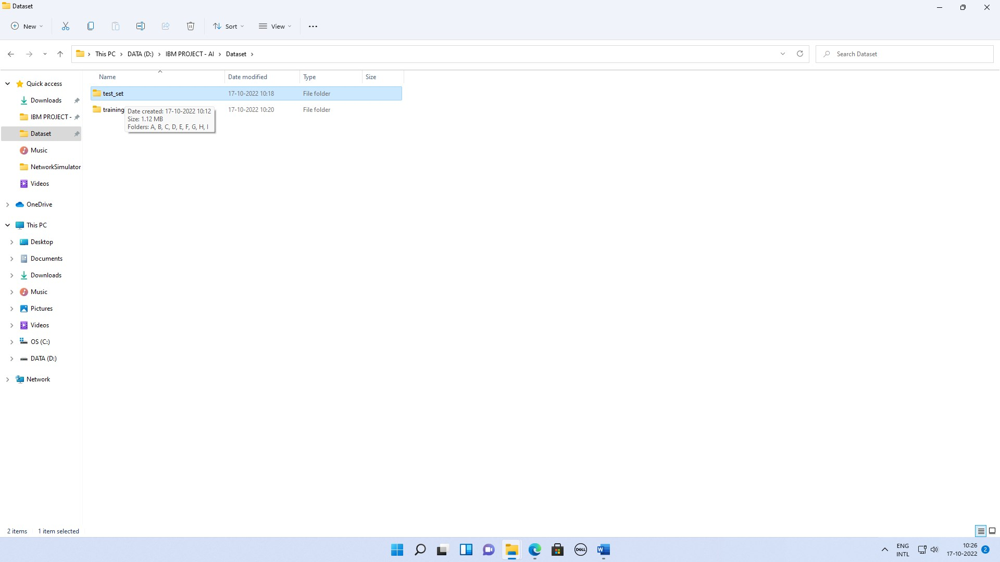 Dataset
New
Sort
View
This PC > DATA (D:) > IBM PROJECT - AI > Dataset >
Search Dataset
Name
Date modified
Type
Size
Quick access
Downloads
IBM PROJECT -
Dataset
Music
NetworkSimulator
Videos
OneDrive
This PC
Desktop
Documents
Downloads
Music
Pictures
Videos
OS (C:)
DATA (D:)
Network
test_set 17-10-2022 10:18 File folder
training 17-10-2022 10:20 File folder
Date created: 17-10-2022 10:12
Size: 1.12 MB
Folders: A, B, C, D, E, F, G, H, I
2 items 1 item selected
DELL
W
ENG
INTL
10:26
17-10-2022
2